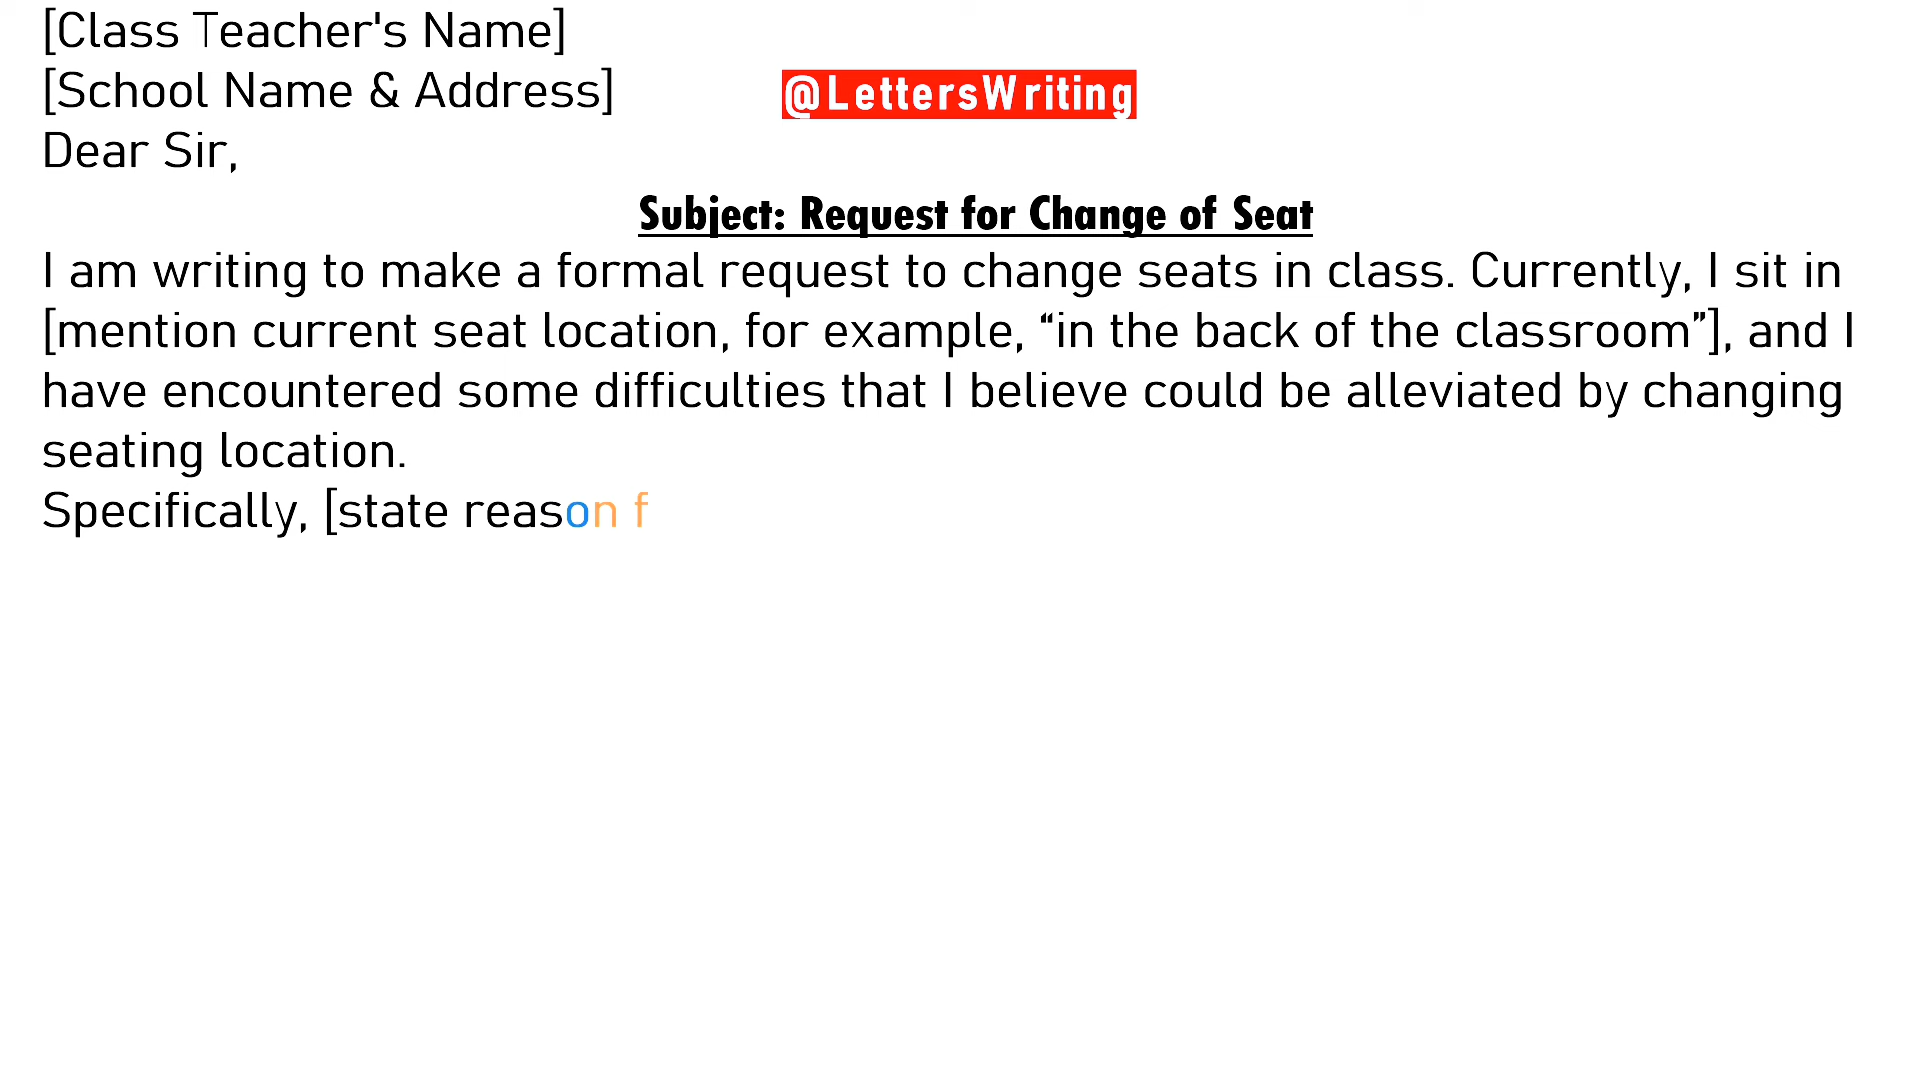 [Class Teacher's Name]
[School Name & Address]
@LettersWriting
Dear Sir,
Subject: Request for Change of Seat
I am writing to make a formal request to change seats in class. Currently, I sit in
[mention current seat location, for example, “in the back of the classroom”], and I
have encountered some difficulties that I believe could be alleviated by changing
seating location.
Specifically, [state reason f